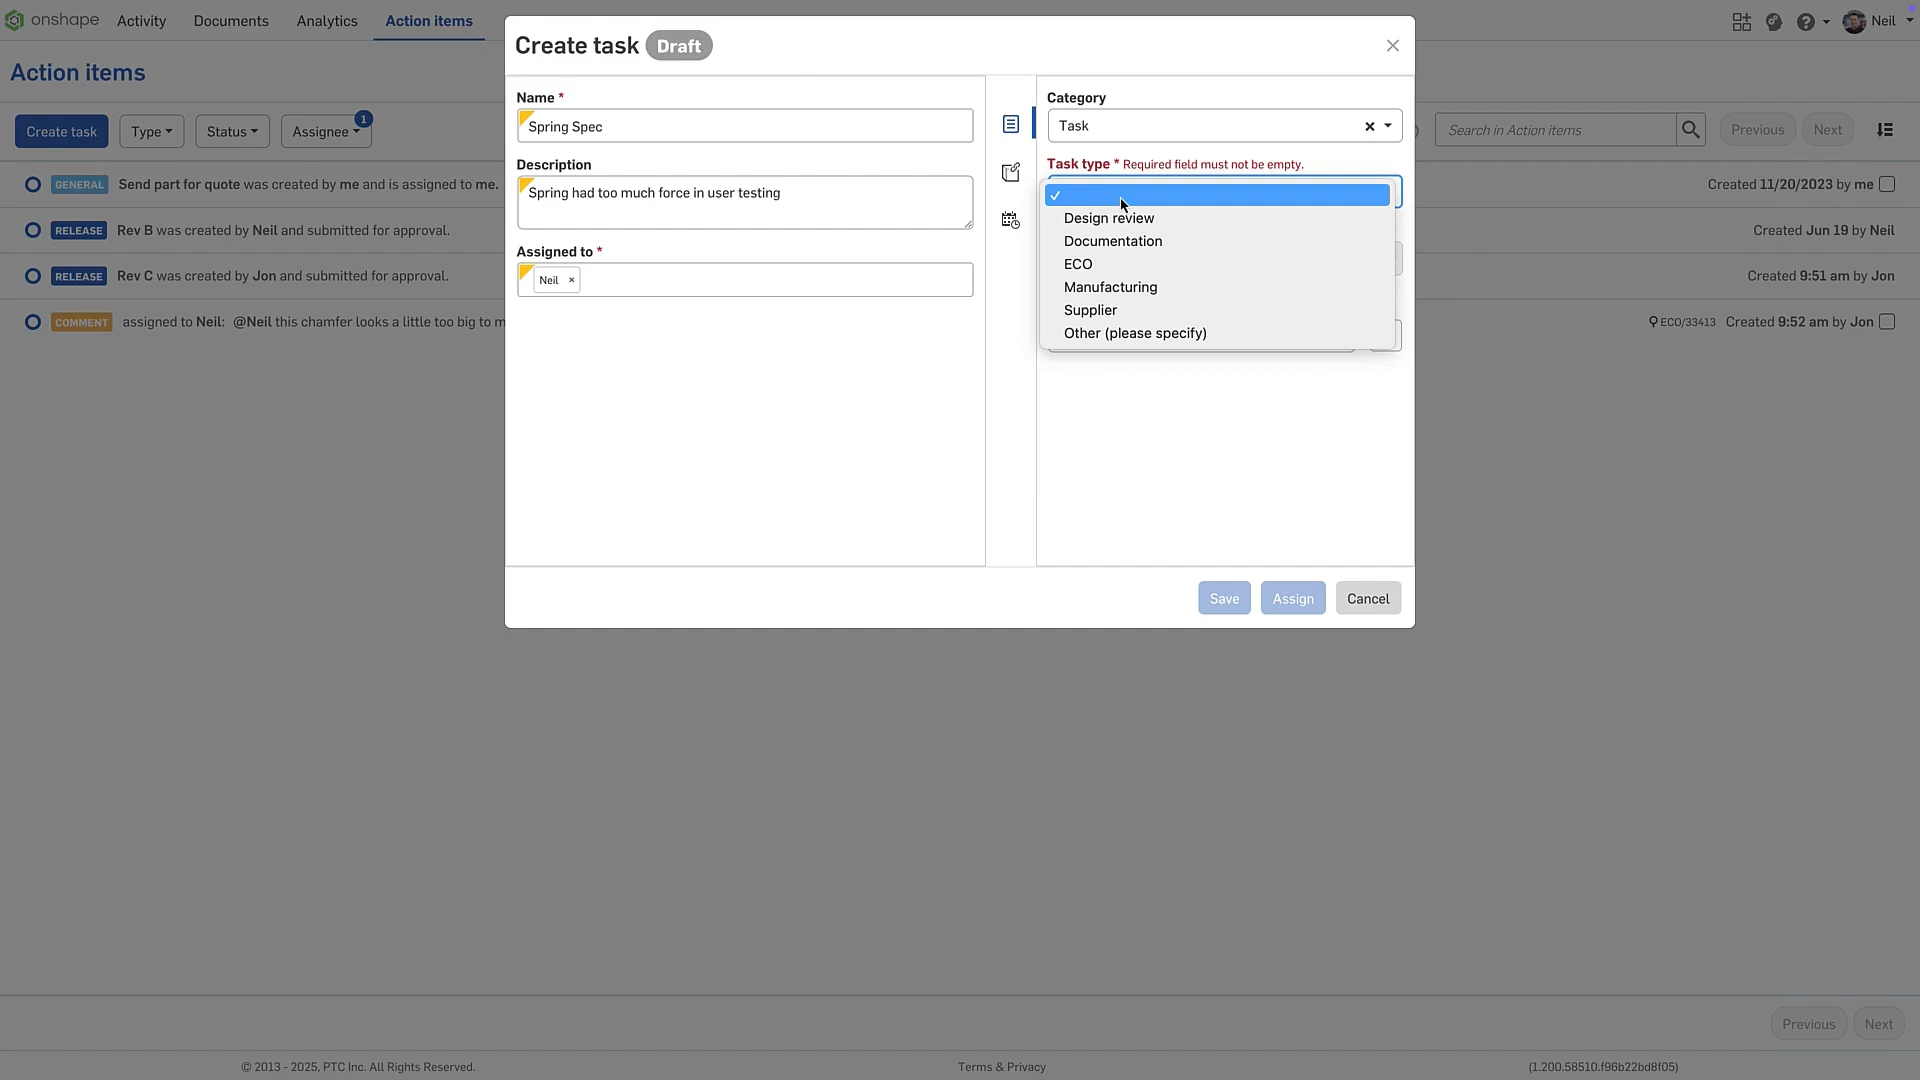 onshape
Activity
Documents
Analytics
Action items
Neil
Action items
Create task
Type
Status
Assignee
1
Search in Action items
Previous
Next
GENERAL
Send part for quote was created by me and is assigned to me.
Created 11/20/2023 by me
RELEASE
Rev B was created by Neil and submitted for approval.
Created Jun 19 by Neil
RELEASE
Rev C was created by Jon and submitted for approval.
Created 9:51 am by Jon
COMMENT
assigned to Neil: @Neil this chamfer looks a little too big to m
ECO/33413
Created 9:52 am by Jon
Create task
Draft
Name *
Spring Spec
Description
Spring had too much force in user testing
Assigned to *
Neil ×
Category
Task
Task type * Required field must not be empty.
Design review
Documentation
ECO
Manufacturing
Supplier
Other (please specify)
Save
Assign
Cancel
Previous
Next
© 2013 - 2025, PTC Inc. All Rights Reserved.
Terms & Privacy
(1.200.58510.f96b22bd8f05)